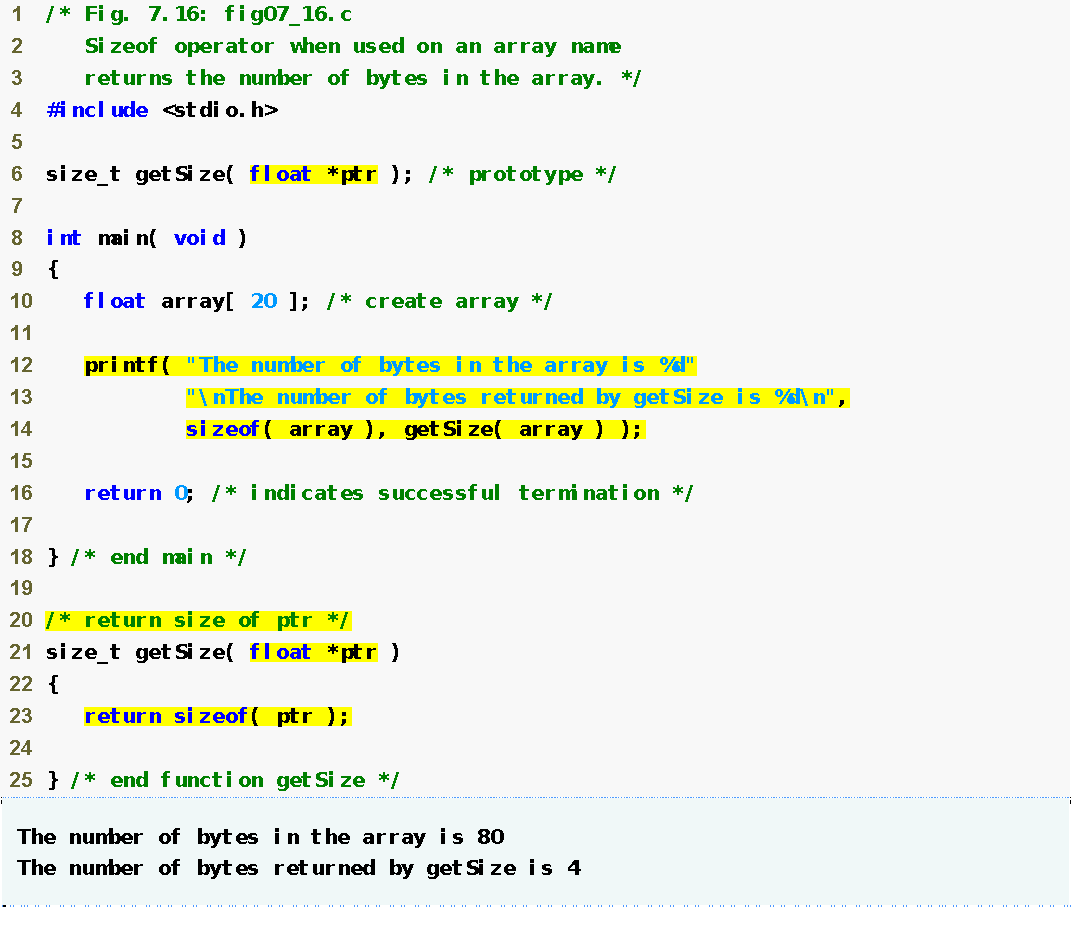 1 /* Fig. 7.16: fig07_16.c
2 Sizeof operator when used on an array name
3 returns the number of bytes in the array. */
4 #include <stdio.h>
5
6 size_t getSize( float *ptr ); /* prototype */
7
8 int main( void )
9 {
10 float array[ 20 ]; /* create array */
11
12 printf( "The number of bytes in the array is %d"
13 "\nThe number of bytes returned by getSize is %d\n",
14 sizeof( array ), getSize( array ) );
15
16 return 0; /* indicates successful termination */
17
18 } /* end main */
19
20 /* return size of ptr */
21 size_t getSize( float *ptr )
22 {
23 return sizeof( ptr );
24
25 } /* end function getSize */
The number of bytes in the array is 80
The number of bytes returned by getSize is 4